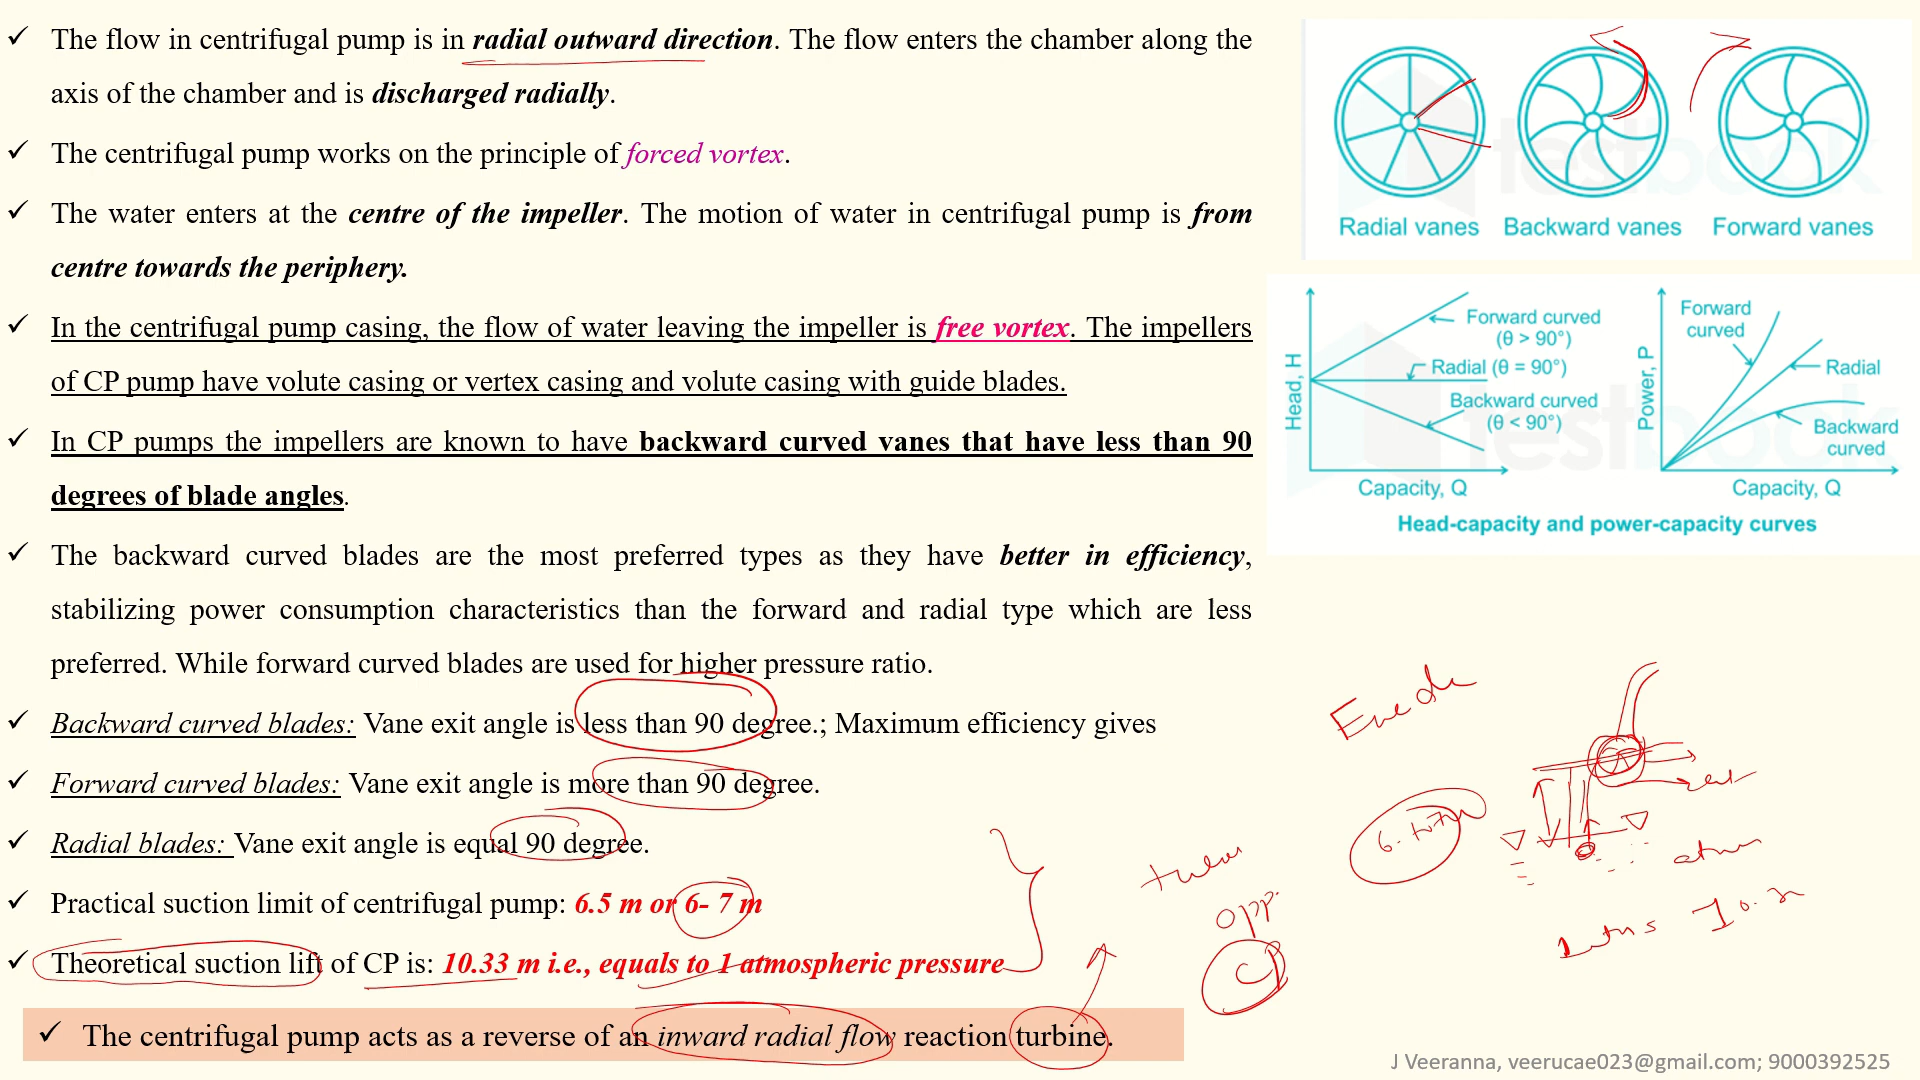 ✓ The flow in centrifugal pump is in radial outward direction. The flow enters the chamber along the
axis of the chamber and is discharged radially.
✓ The centrifugal pump works on the principle of forced vortex.
✓ The water enters at the centre of the impeller. The motion of water in centrifugal pump is from
centre towards the periphery.
✓ In the centrifugal pump casing, the flow of water leaving the impeller is free vortex. The impellers
of CP pump have volute casing or vertex casing and volute casing with guide blades.
✓ In CP pumps the impellers are known to have backward curved vanes that have less than 90
degrees of blade angles.
✓ The backward curved blades are the most preferred types as they have better in efficiency,
stabilizing power consumption characteristics than the forward and radial type which are less
preferred. While forward curved blades are used for higher pressure ratio.
✓ Backward curved blades: Vane exit angle is less than 90 degree.; Maximum efficiency gives
✓ Forward curved blades: Vane exit angle is more than 90 degree.
✓ Radial blades: Vane exit angle is equal 90 degree.
✓ Practical suction limit of centrifugal pump: 6.5 m or 6- 7 m
✓ Theoretical suction lift of CP is: 10.33 m i.e., equals to 1 atmospheric pressure
✓ The centrifugal pump acts as a reverse of an inward radial flow reaction turbine.
testbook
Radial vanes Backward vanes Forward vanes
Head, H
Forward curved
(θ > 90°)
Radial (θ = 90°)
Backward curved
(θ < 90°)
Capacity, Q
Power, P
Forward
curved
Radial
Backward
curved
Capacity, Q
testbook
Head-capacity and power-capacity curves
opp.
CP
J Veeranna, veerucae023@gmail.com; 9000392525